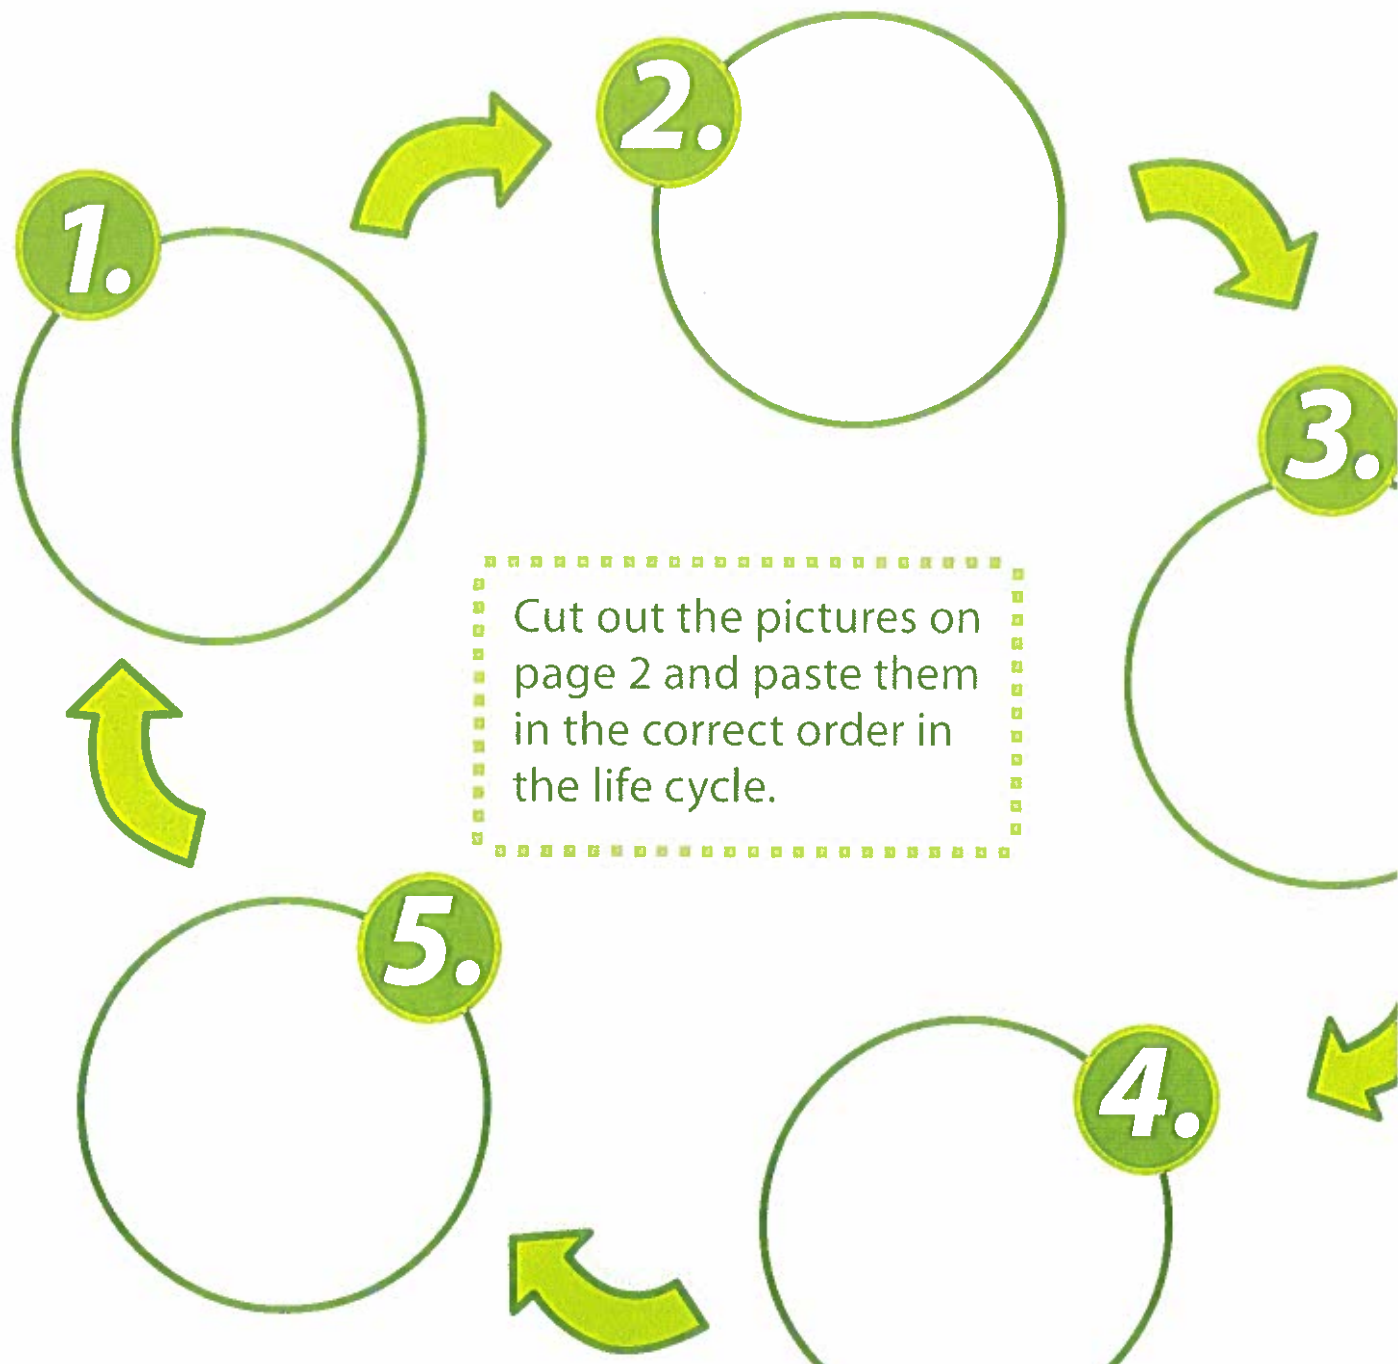 1.
2.
3.
Cut out the pictures on
page 2 and paste them
in the correct order in
the life cycle.
5.
4.